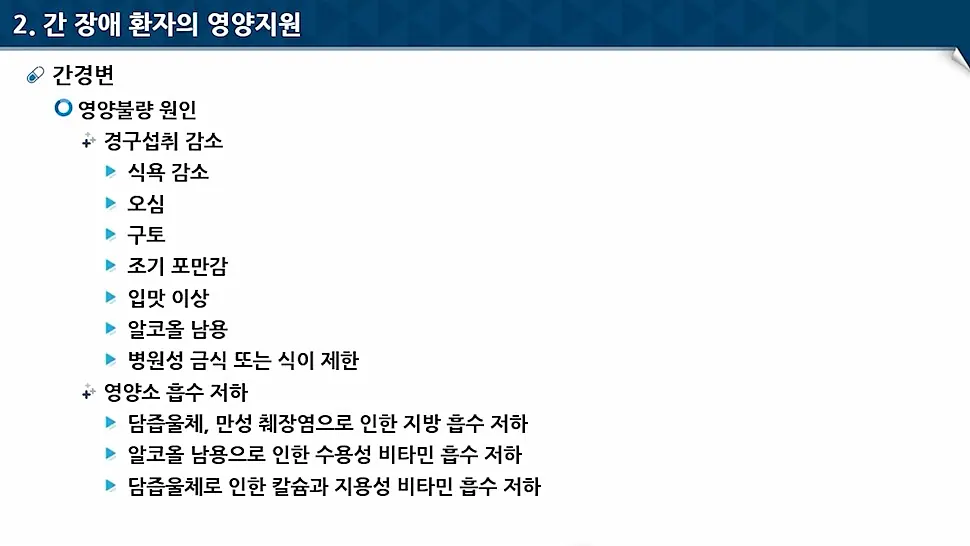 2. 간 장애 환자의 영양지원
간경변
영양불량 원인
경구섭취 감소
식욕 감소
오심
구토
조기 포만감
입맛 이상
알코올 남용
병원성 금식 또는 식이 제한
영양소 흡수 저하
담즙울체, 만성 췌장염으로 인한 지방 흡수 저하
알코올 남용으로 인한 수용성 비타민 흡수 저하
담즙울체로 인한 칼슘과 지용성 비타민 흡수 저하